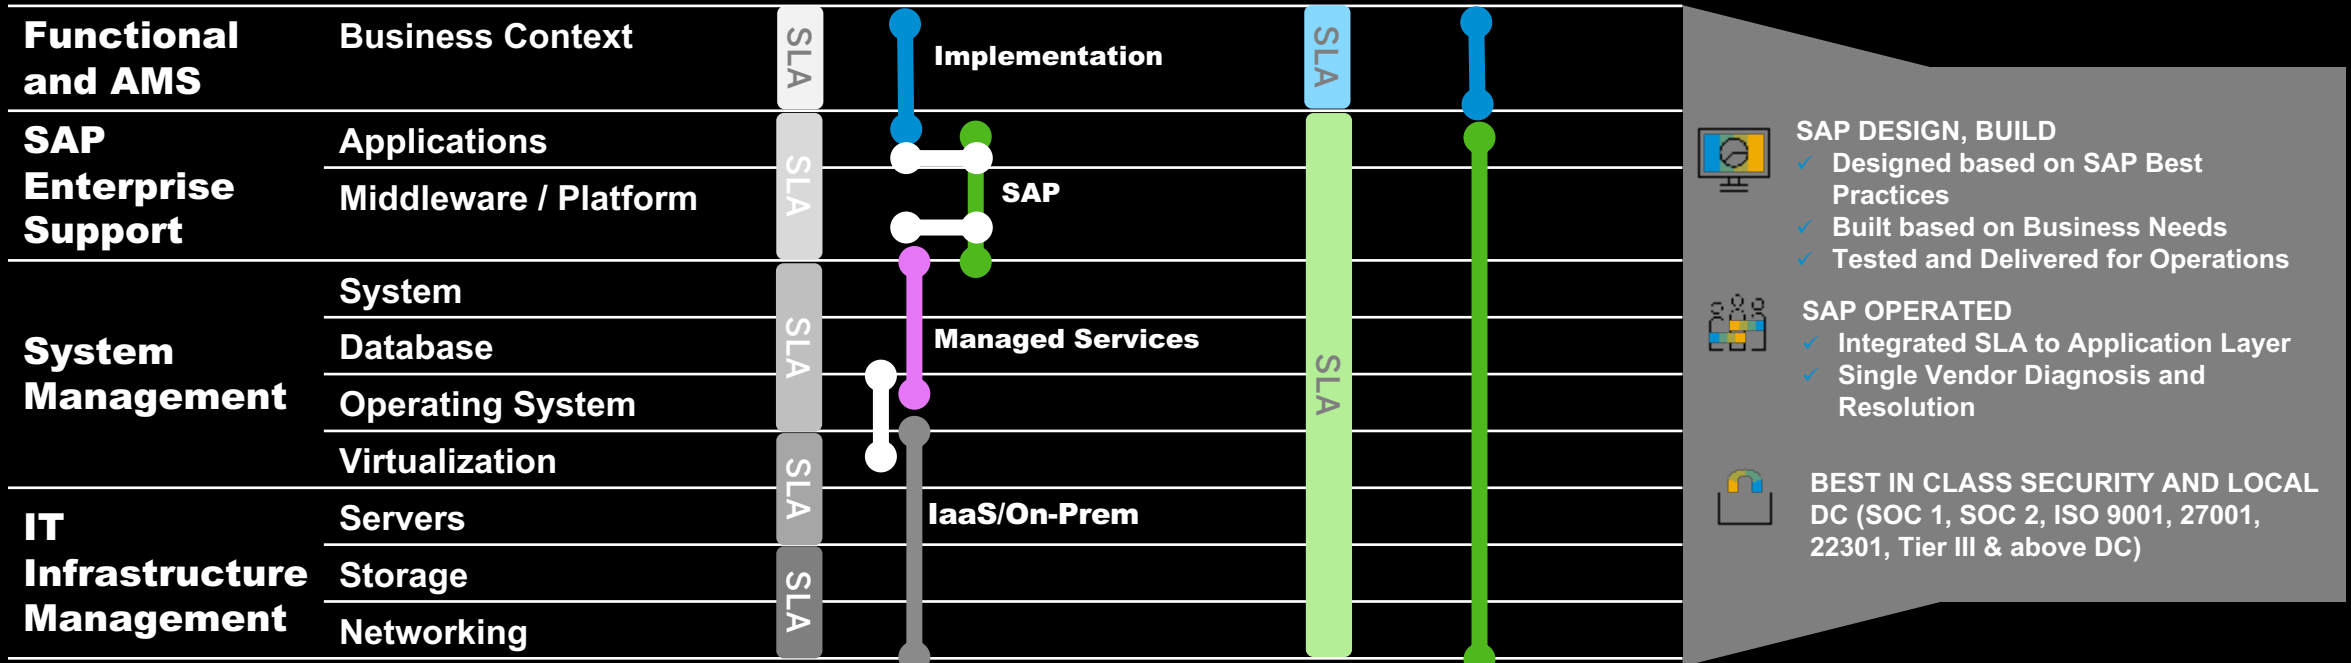 Functional
and AMS
Business Context
SLA
Implementation
SLA
SAP
Enterprise
Support
Applications
Middleware / Platform
SLA
SAP
System
Management
System
Database
Operating System
Virtualization
SLA
Managed Services
SLA
SLA
IT
Infrastructure
Management
Servers
Storage
Networking
SLA
IaaS/On-Prem
SAP DESIGN, BUILD
✓ Designed based on SAP Best
Practices
✓ Built based on Business Needs
✓ Tested and Delivered for Operations
SAP OPERATED
✓ Integrated SLA to Application Layer
✓ Single Vendor Diagnosis and
Resolution
BEST IN CLASS SECURITY AND LOCAL
DC (SOC 1, SOC 2, ISO 9001, 27001,
22301, Tier III & above DC)